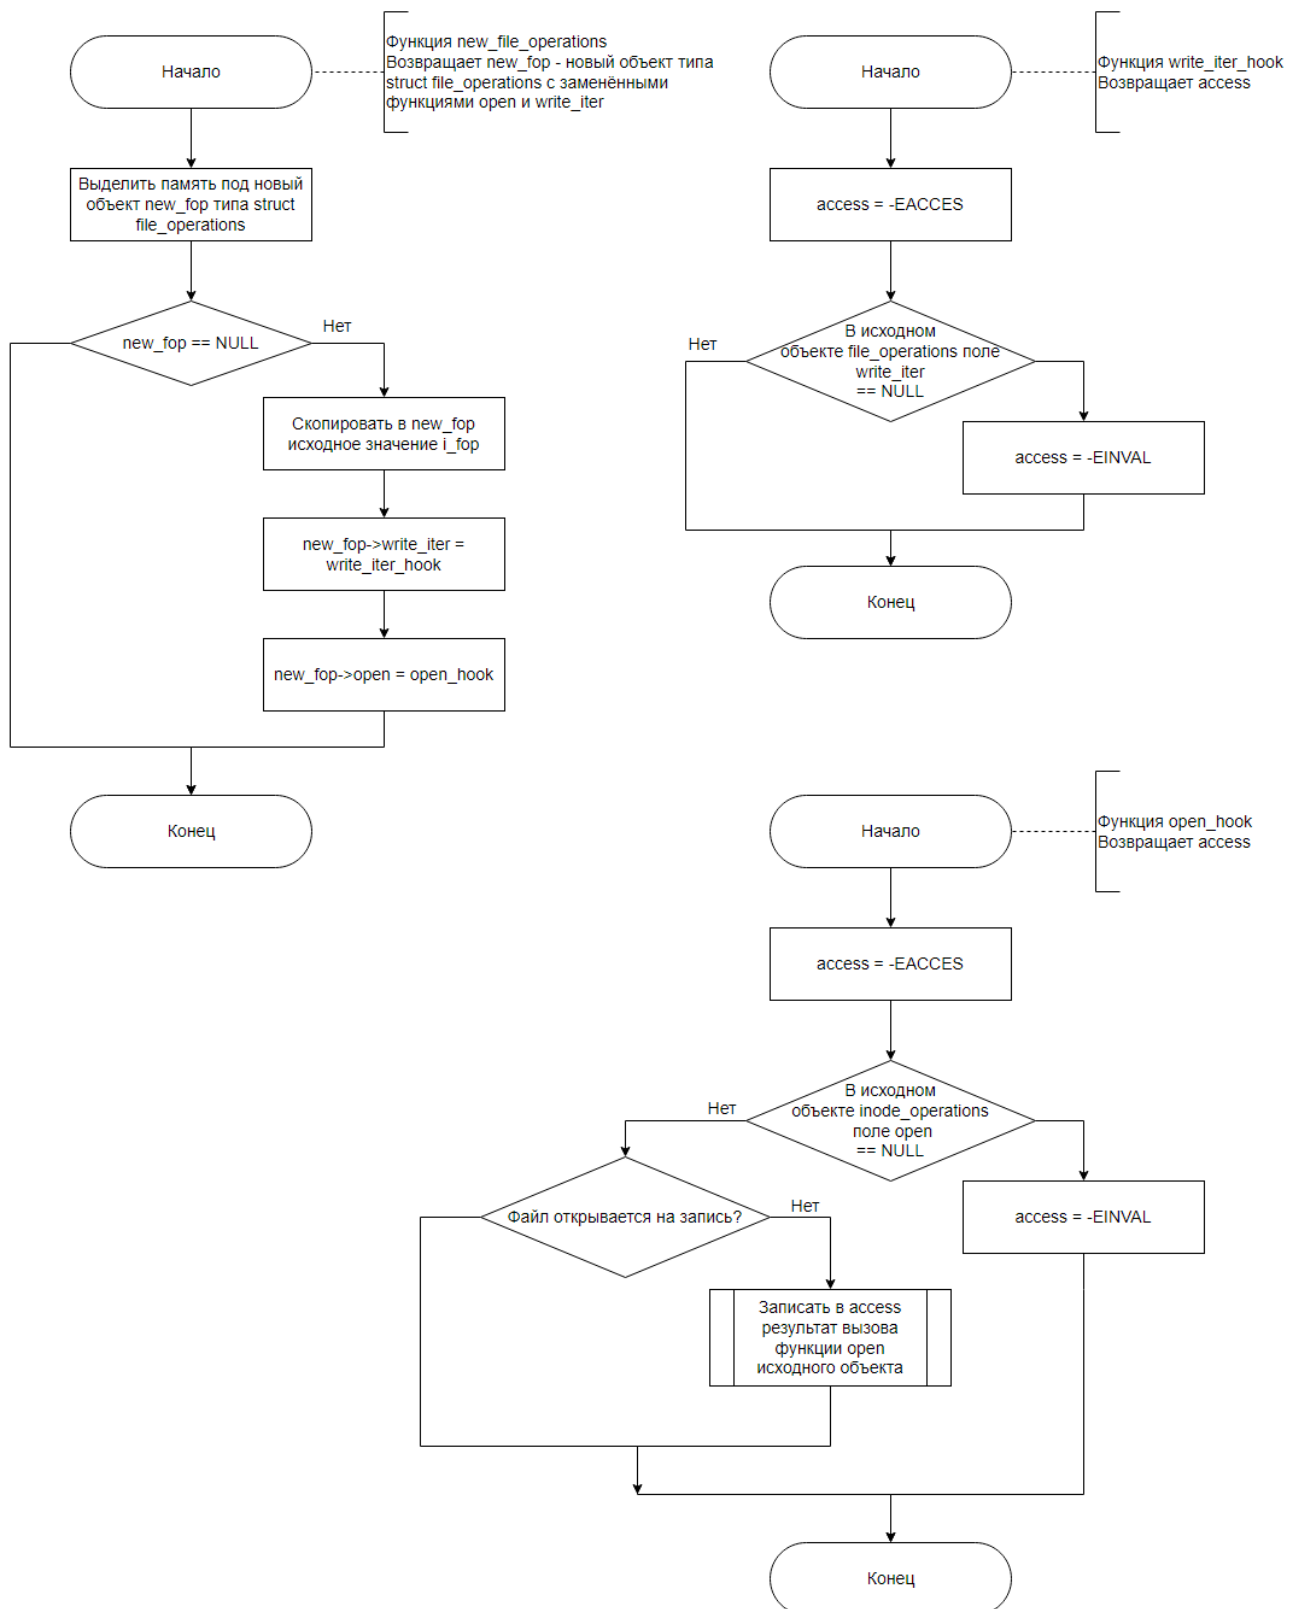 Начало
Функция new_file_operations
Возвращает new_fop - новый объект типа
struct file_operations с заменёнными
функциями open и write_iter
Выделить память под новый
объект new_fop типа struct
file_operations
new_fop == NULL
Нет
Скопировать в new_fop
исходное значение i_fop
new_fop->write_iter =
write_iter_hook
new_fop->open = open_hook
Конец
Начало
Функция write_iter_hook
Возвращает access
access = -EACCES
В исходном
объекте file_operations поле
write_iter
== NULL
Нет
access = -EINVAL
Конец
Начало
Функция open_hook
Возвращает access
access = -EACCES
В исходном
объекте inode_operations
поле open
== NULL
Нет
Файл открывается на запись?
Нет
access = -EINVAL
Записать в access
результат вызова
функции open
исходного объекта
Конец